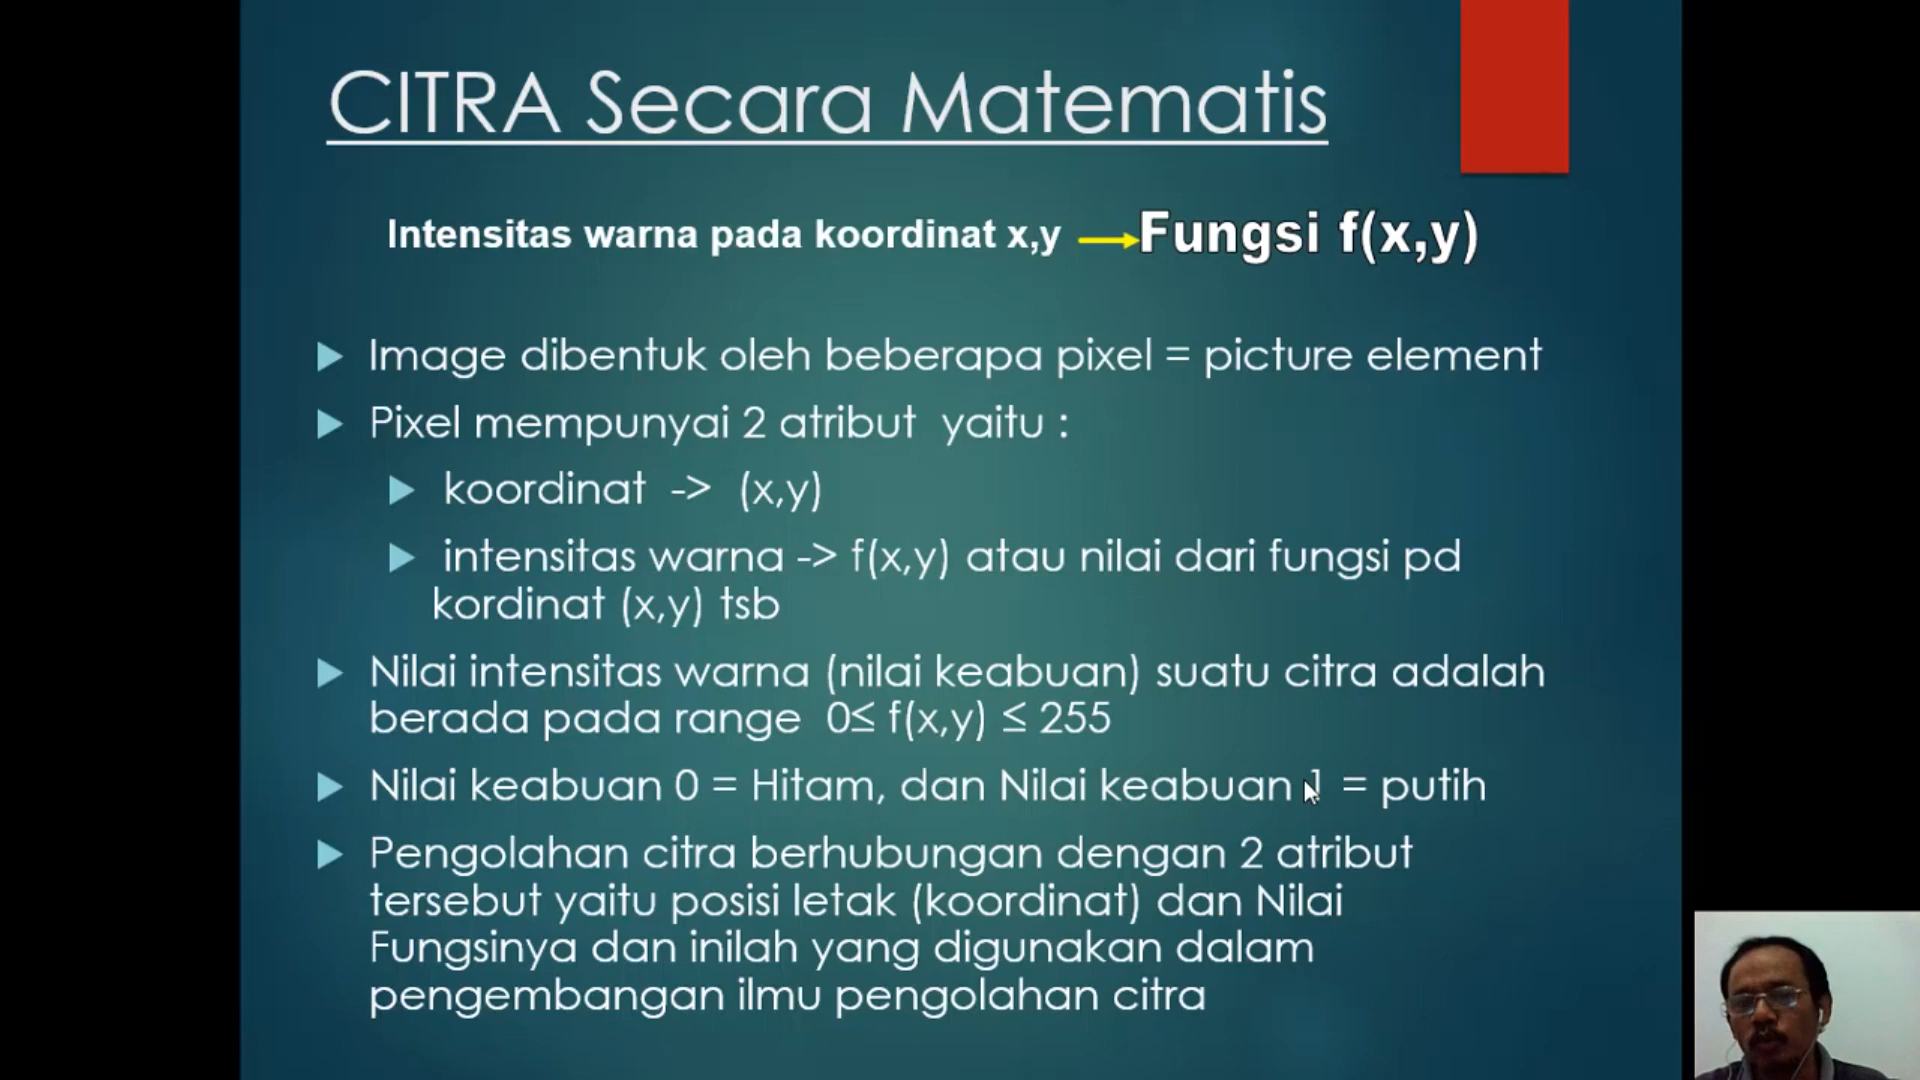 CITRA Secara Matematis
Intensitas warna pada koordinat x,y
Fungsi f(x,y)
Image dibentuk oleh beberapa pixel = picture element
Pixel mempunyai 2 atribut yaitu :
koordinat -> (x,y)
intensitas warna -> f(x,y) atau nilai dari fungsi pd
kordinat (x,y) tsb
Nilai intensitas warna (nilai keabuan) suatu citra adalah
berada pada range 0≤ f(x,y) ≤ 255
Nilai keabuan 0 = Hitam, dan Nilai keabuan 1 = putih
Pengolahan citra berhubungan dengan 2 atribut
tersebut yaitu posisi letak (koordinat) dan Nilai
Fungsinya dan inilah yang digunakan dalam
pengembangan ilmu pengolahan citra